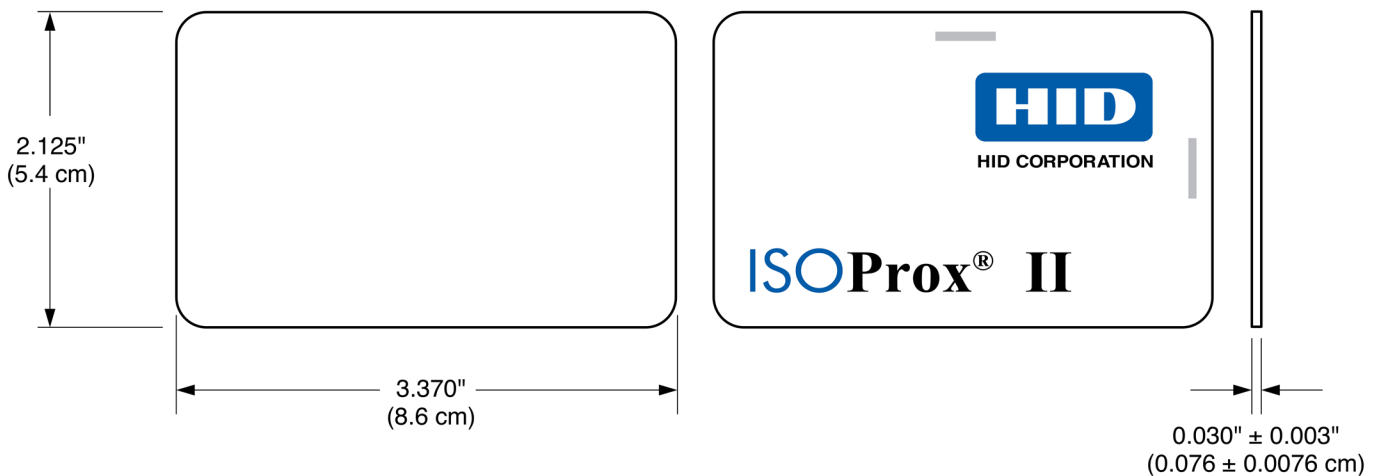 2.125"
(5.4 cm)
3.370"
(8.6 cm)
HID
HID CORPORATION
ISOProx® II
0.030" ± 0.003"
(0.076 ± 0.0076 cm)